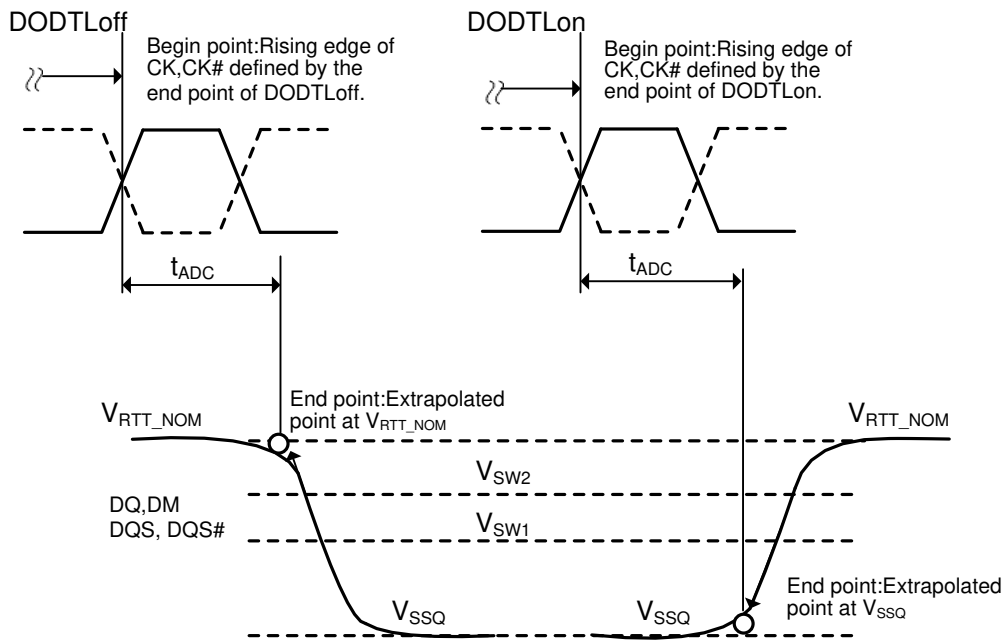 DODTLoff
Begin point:Rising edge of
CK,CK# defined by the
end point of DODTLoff.
DODTLon
Begin point:Rising edge of
CK,CK# defined by the
end point of DODTLon.
tADC
tADC
End point:Extrapolated
point at VRTT_NOM
VRTT_NOM
VRTT_NOM
VSW2
DQ,DM
DQS, DQS#
VSW1
VSSQ
VSSQ
End point:Extrapolated
point at VSSQ